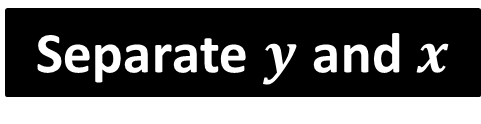 Separate y and x